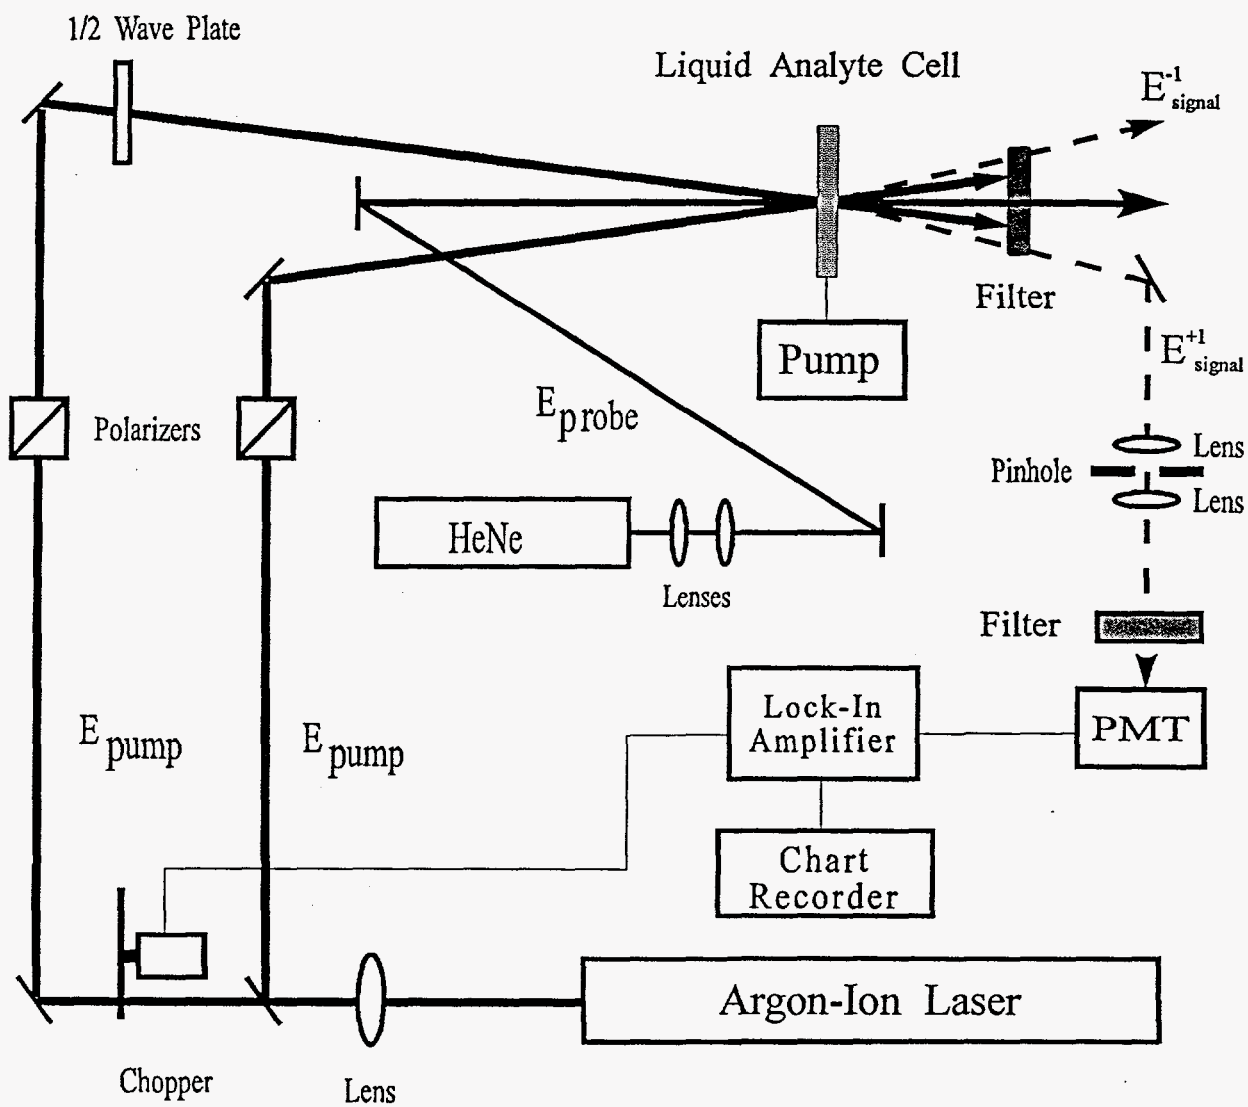 1/2 Wave Plate
Liquid Analyte Cell
E-1signal
Filter
Pump
E+1signal
Polarizers
Eprobe
Lens
Pinhole
Lens
HeNe
Lenses
Filter
Lock-In
Amplifier
PMT
Epump
Epump
Chart
Recorder
Argon-Ion Laser
Chopper
Lens